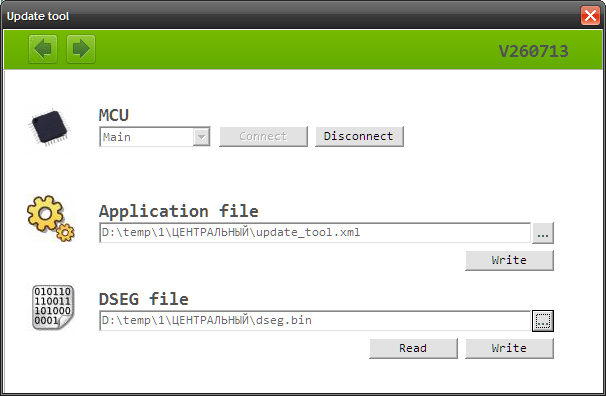 Update tool
V260713
MCU
Main
Connect
Disconnect
Application file
D:\temp\1\ЦЕНТРАЛЬНЫЙ\update_tool.xml
...
Write
010110
110011
101000
0001
DSEG file
D:\temp\1\ЦЕНТРАЛЬНЫЙ\dseg.bin
...
Read
Write